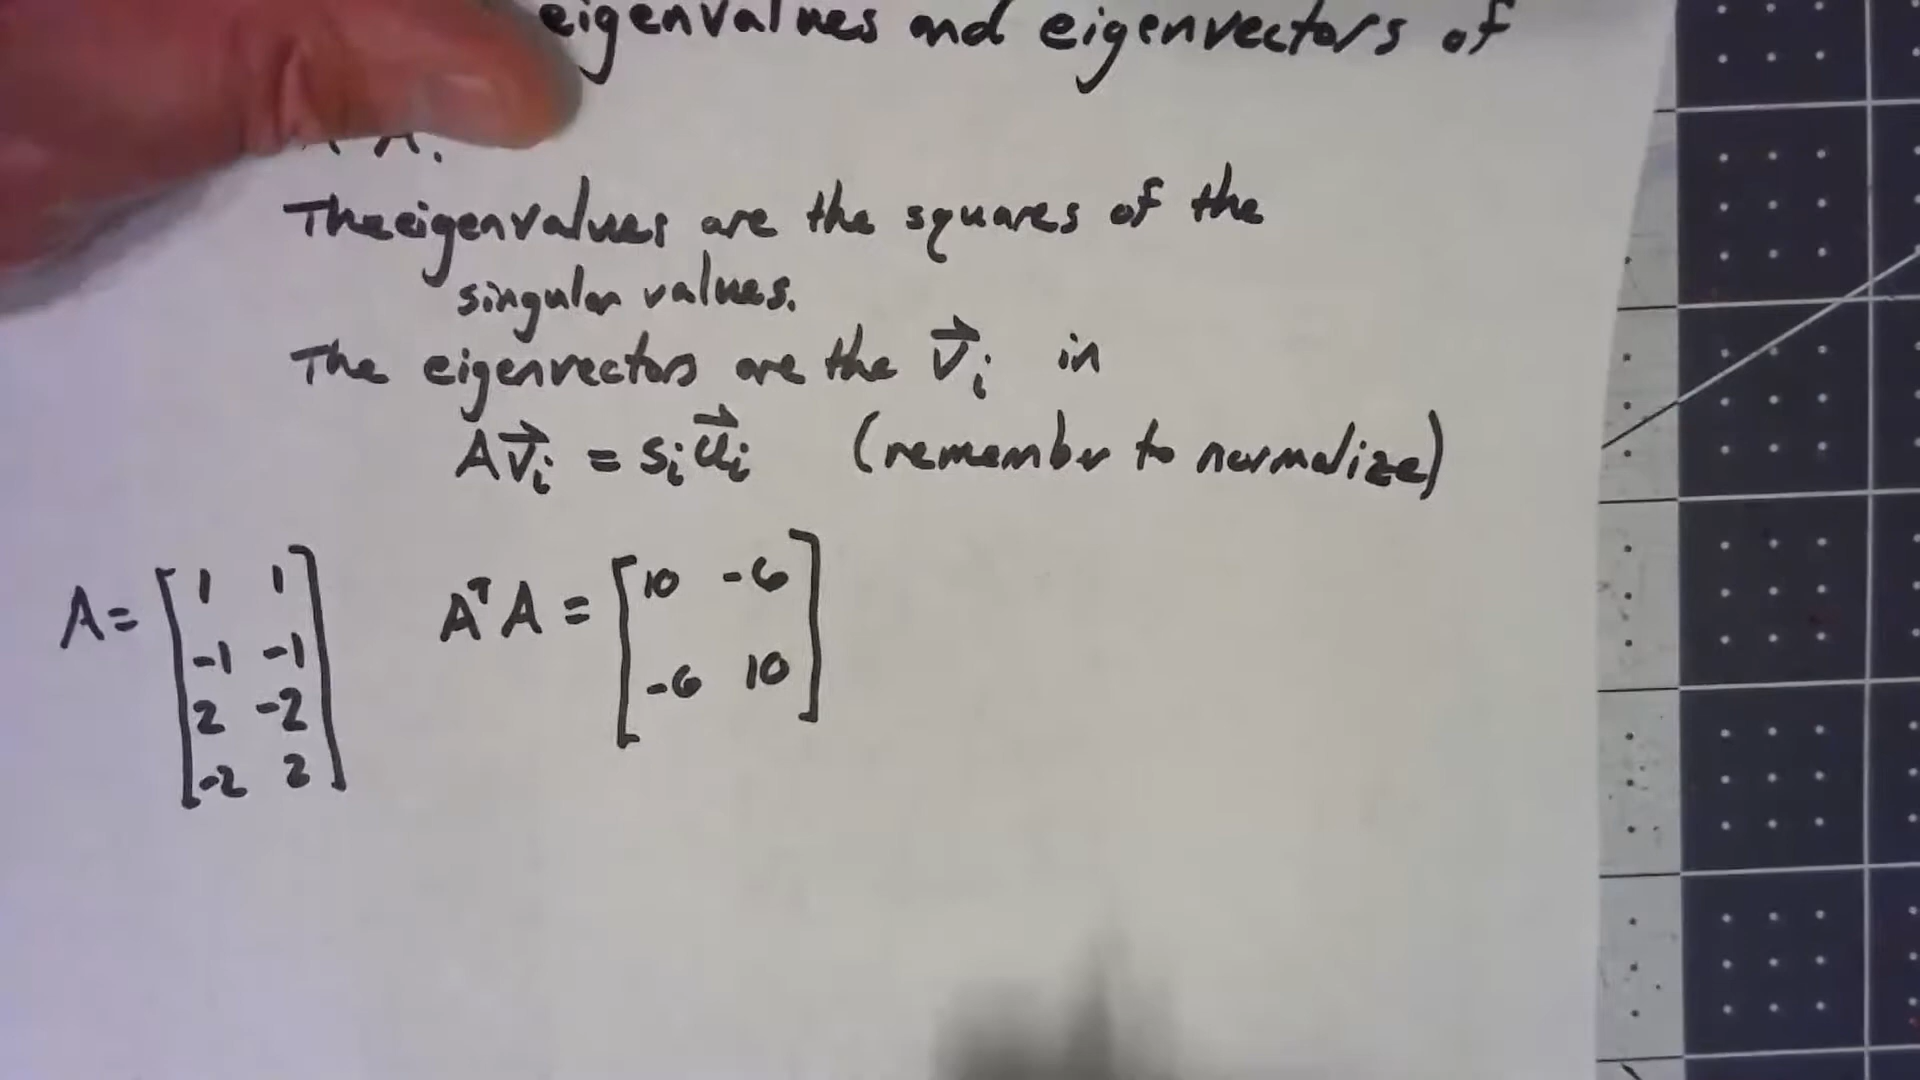 eigenvalues and eigenvectors of
A.
The eigenvalues are the squares of the
singular values.
The eigenvectors are the v⃗ᵢ in
Av⃗ᵢ = sᵢu⃗ᵢ (remember to normalize)
A = [1 1
-1 -1
2 -2
-2 2]
AᵀA = [10 -6
-6 10]